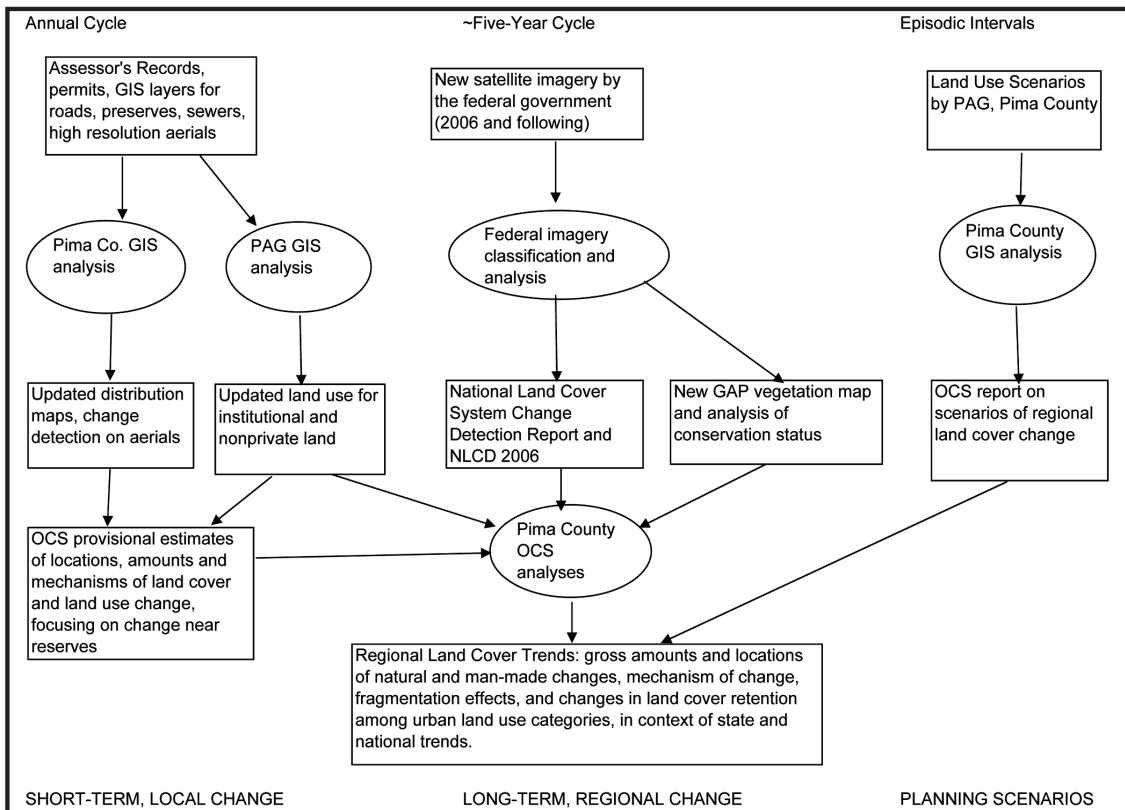 Annual Cycle
~Five-Year Cycle
Episodic Intervals
Assessor's Records,
permits, GIS layers for
roads, preserves, sewers,
high resolution aerials
New satellite imagery by
the federal government
(2006 and following)
Land Use Scenarios
by PAG, Pima County
Pima Co. GIS
analysis
PAG GIS
analysis
Federal imagery
classification and
analysis
Pima County
GIS analysis
Updated distribution
maps, change
detection on aerials
Updated land use for
institutional and
nonprivate land
National Land Cover
System Change
Detection Report and
NLCD 2006
New GAP vegetation map
and analysis of
conservation status
OCS report on
scenarios of regional
land cover change
OCS provisional estimates
of locations, amounts and
mechanisms of land cover
and land use change,
focusing on change near
reserves
Pima County
OCS
analyses
Regional Land Cover Trends: gross amounts and locations
of natural and man-made changes, mechanism of change,
fragmentation effects, and changes in land cover retention
among urban land use categories, in context of state and
national trends.
SHORT-TERM, LOCAL CHANGE
LONG-TERM, REGIONAL CHANGE
PLANNING SCENARIOS